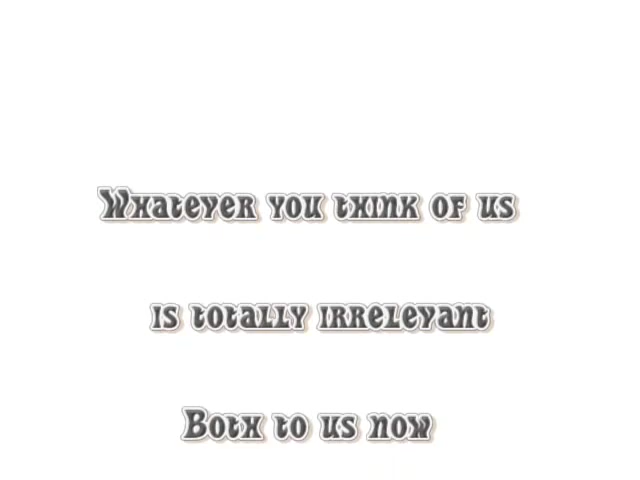 Whatever you think of us
is totally irrelevant
Both to us now